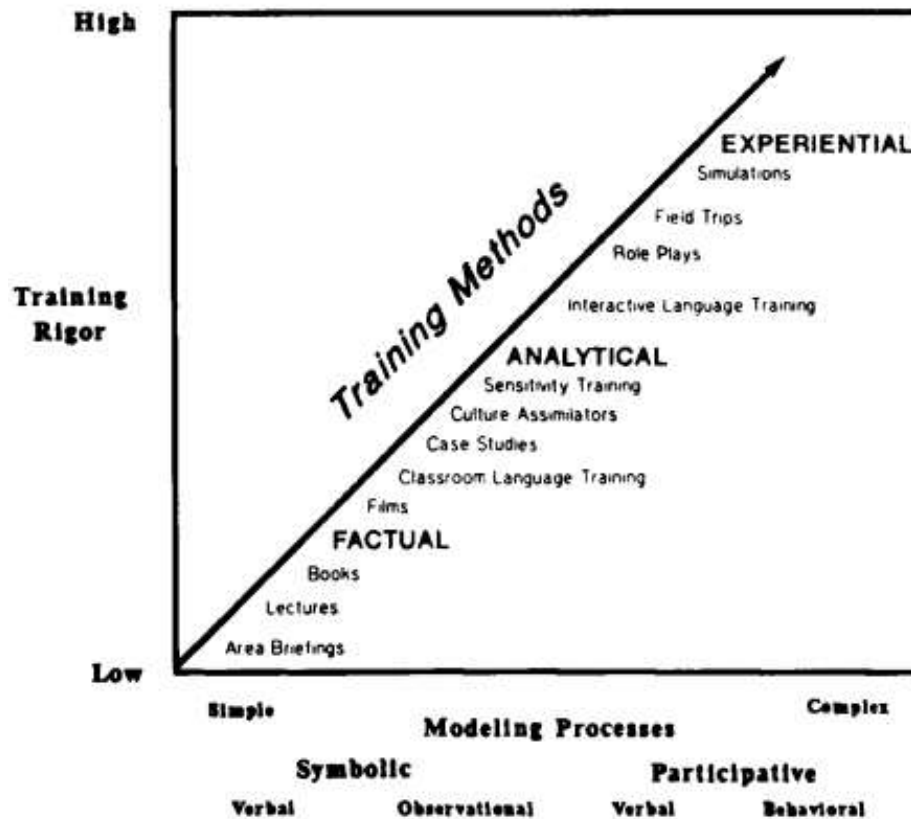 High
EXPERIENTIAL
Simulations
Field Trips
Role Plays
Training Methods
Training
Rigor
Interactive Language Training
ANALYTICAL
Sensitivity Training
Culture Assimilators
Case Studies
Classroom Language Training
Films
FACTUAL
Books
Lectures
Area Briefings
Low
Simple
Complex
Modeling Processes
Symbolic Participative
Verbal Observational Verbal Behavioral